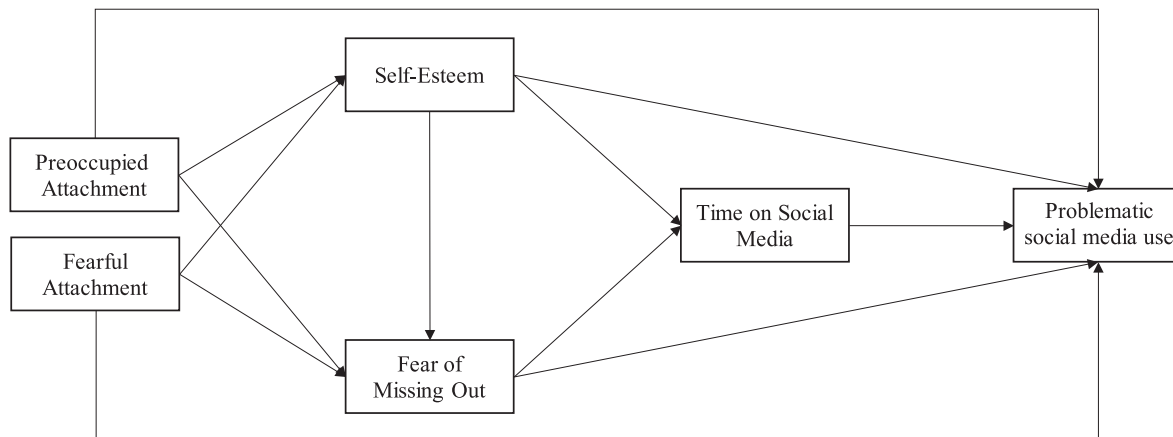 Self-Esteem
Preoccupied
Attachment
Fearful
Attachment
Time on Social
Media
Problematic
social media use
Fear of
Missing Out